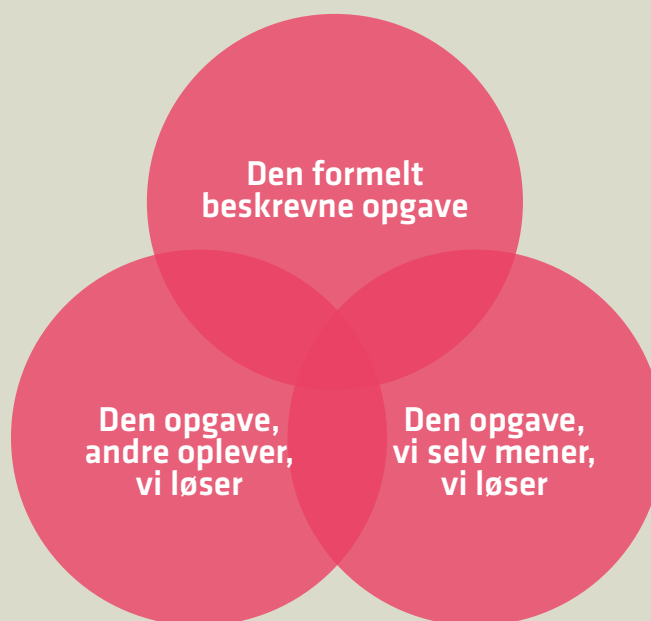 Den formelt
beskrevne opgave
Den opgave,
andre oplever,
vi løser
Den opgave,
vi selv mener,
vi løser